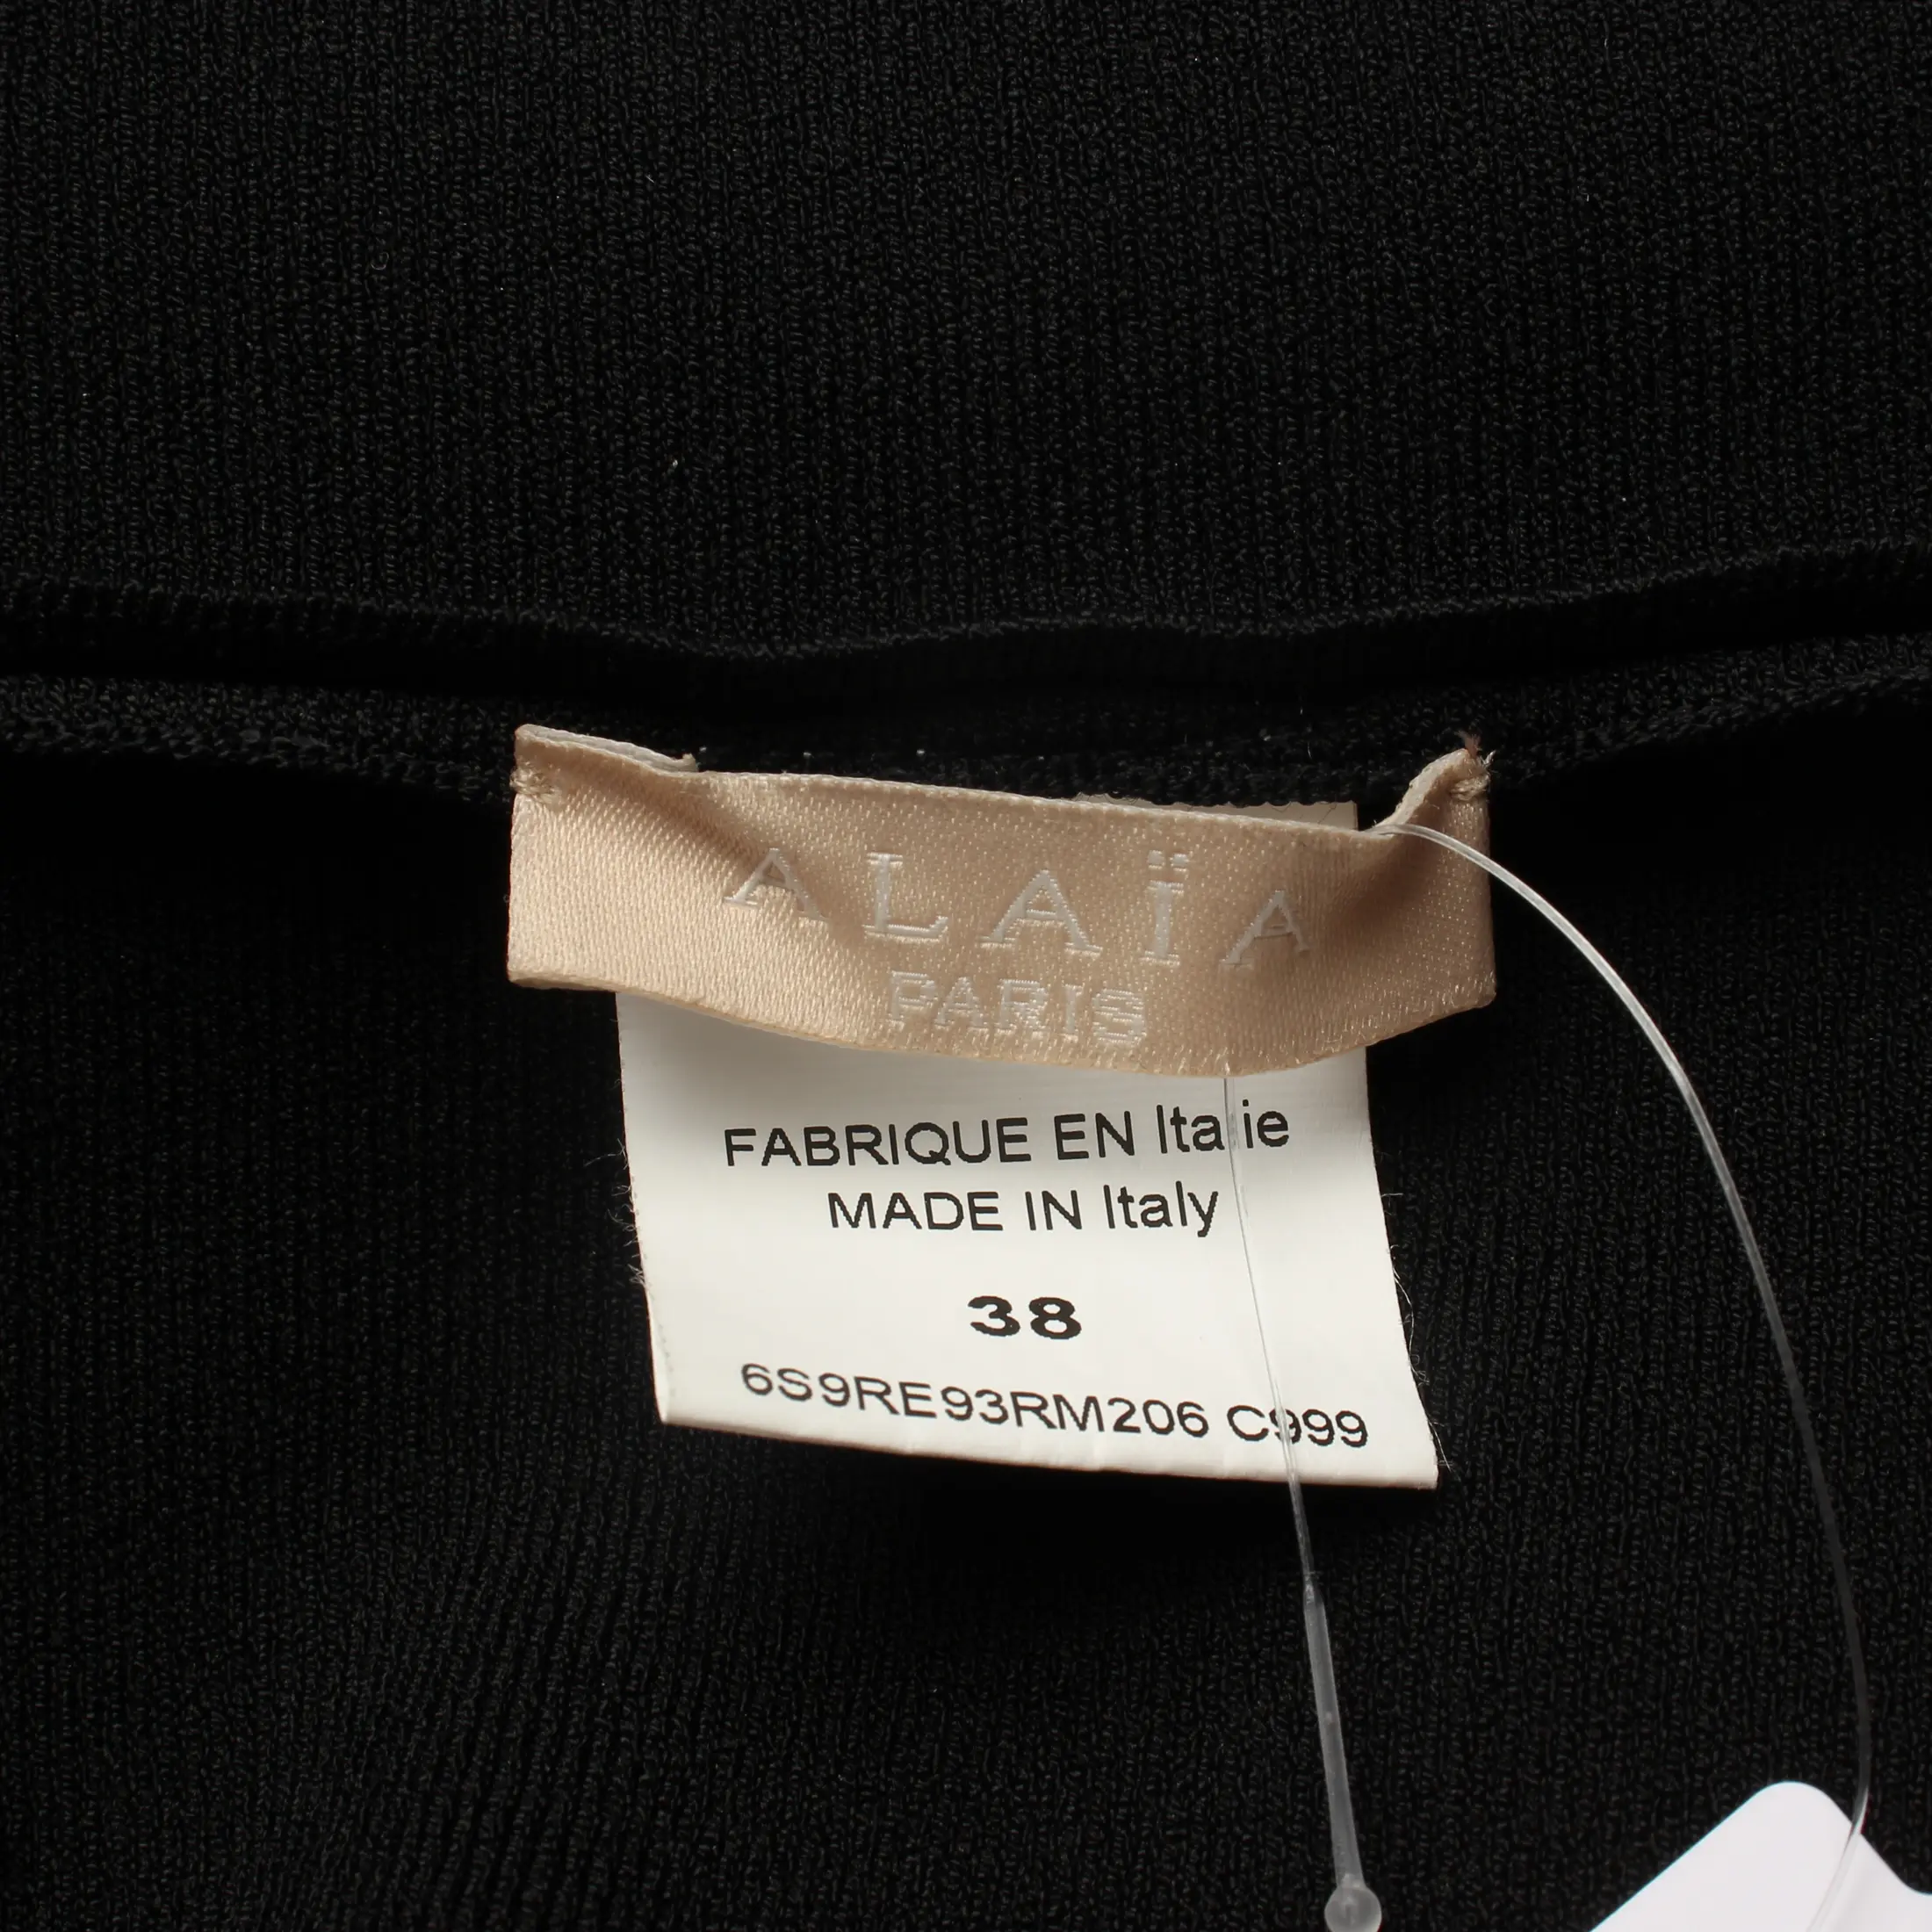 ALAÏA
PARIS
FABRIQUE EN Italie
MADE IN Italy
38
6S9RE93RM206 C999